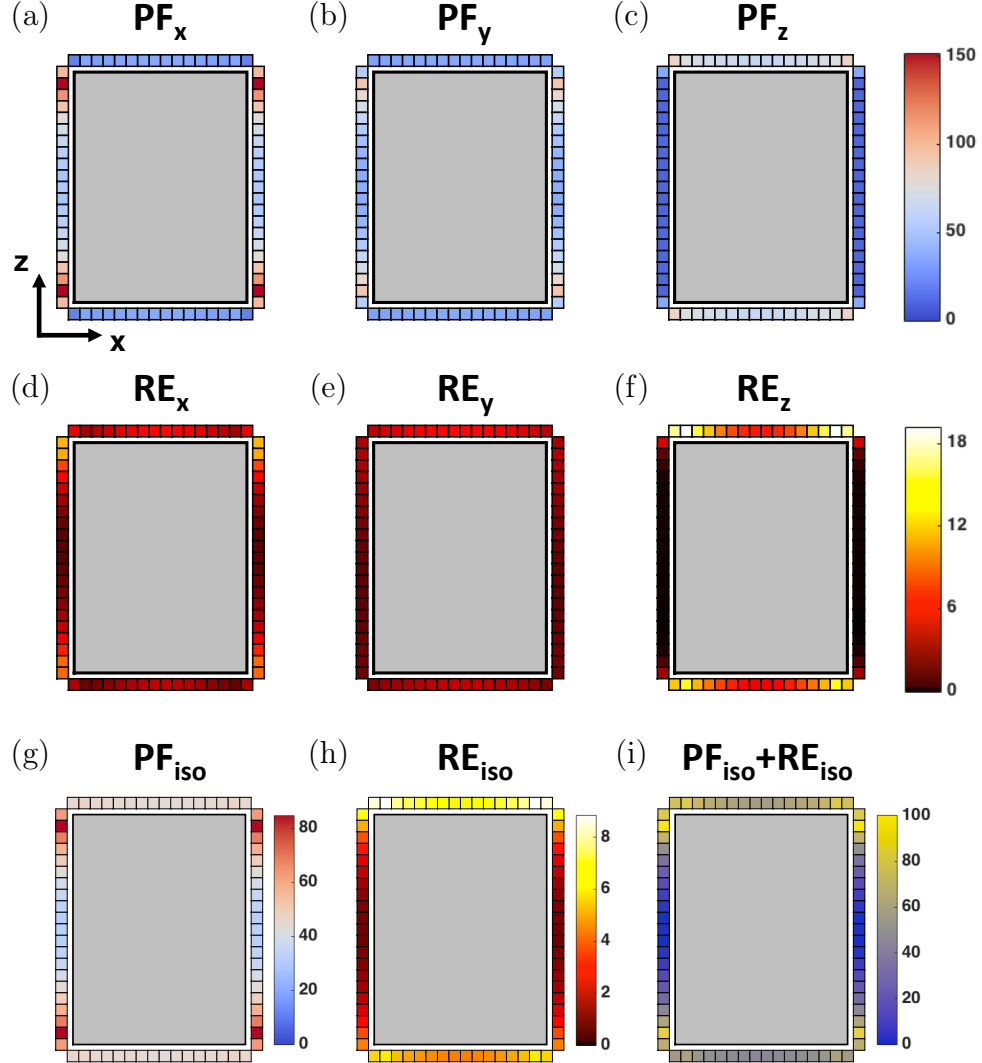 (a) PFx
(b) PFy
(c) PFz
150
100
50
0
z
x
(d) REx
(e) REy
(f) REz
18
12
6
0
(g) PFiso
(h) REiso
(i) PFiso+REiso
80
60
40
20
0
8
6
4
2
0
100
80
60
40
20
0